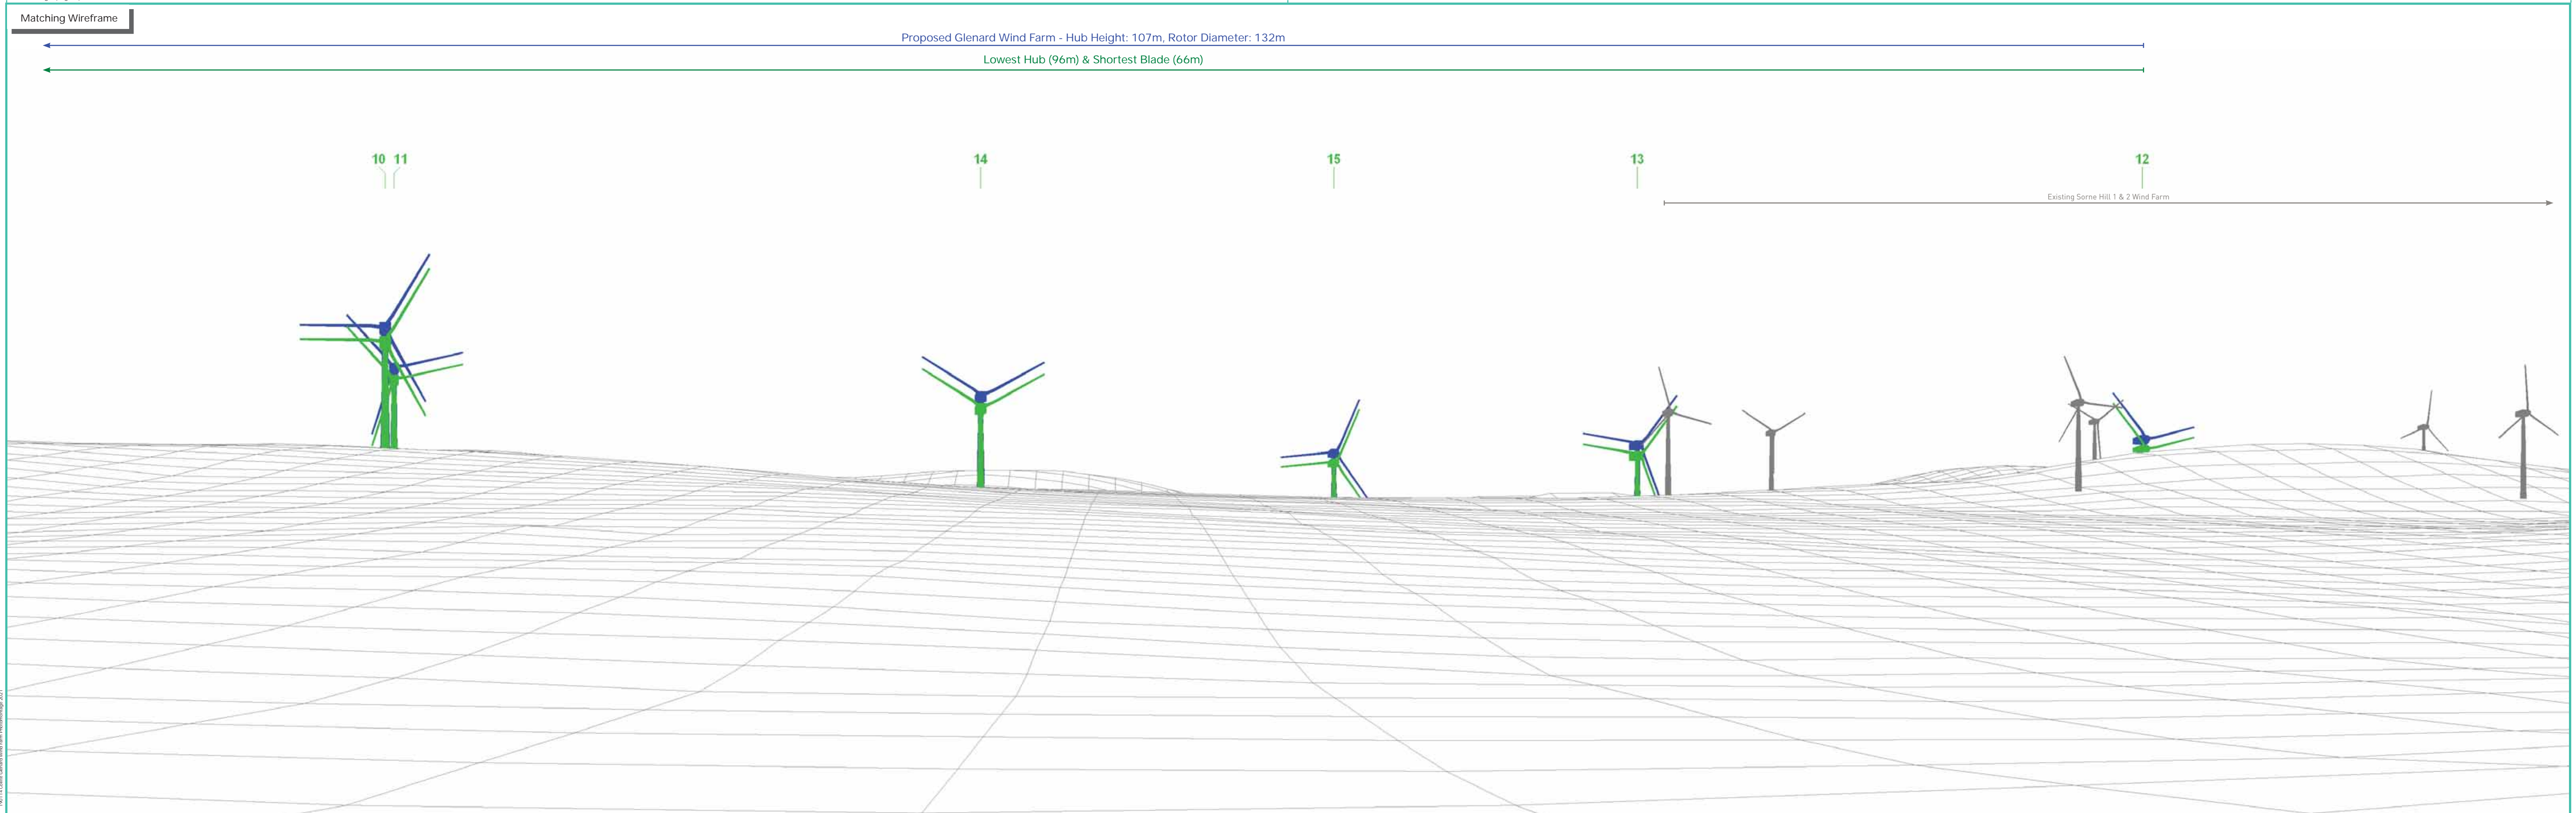 Matching Wireframe
Proposed Glenard Wind Farm - Hub Height: 107m, Rotor Diameter: 132m
Lowest Hub (96m) & Shortest Blade (66m)
10 11
14
15
13
12
Existing Sorne Hill 1 & 2 Wind Farm